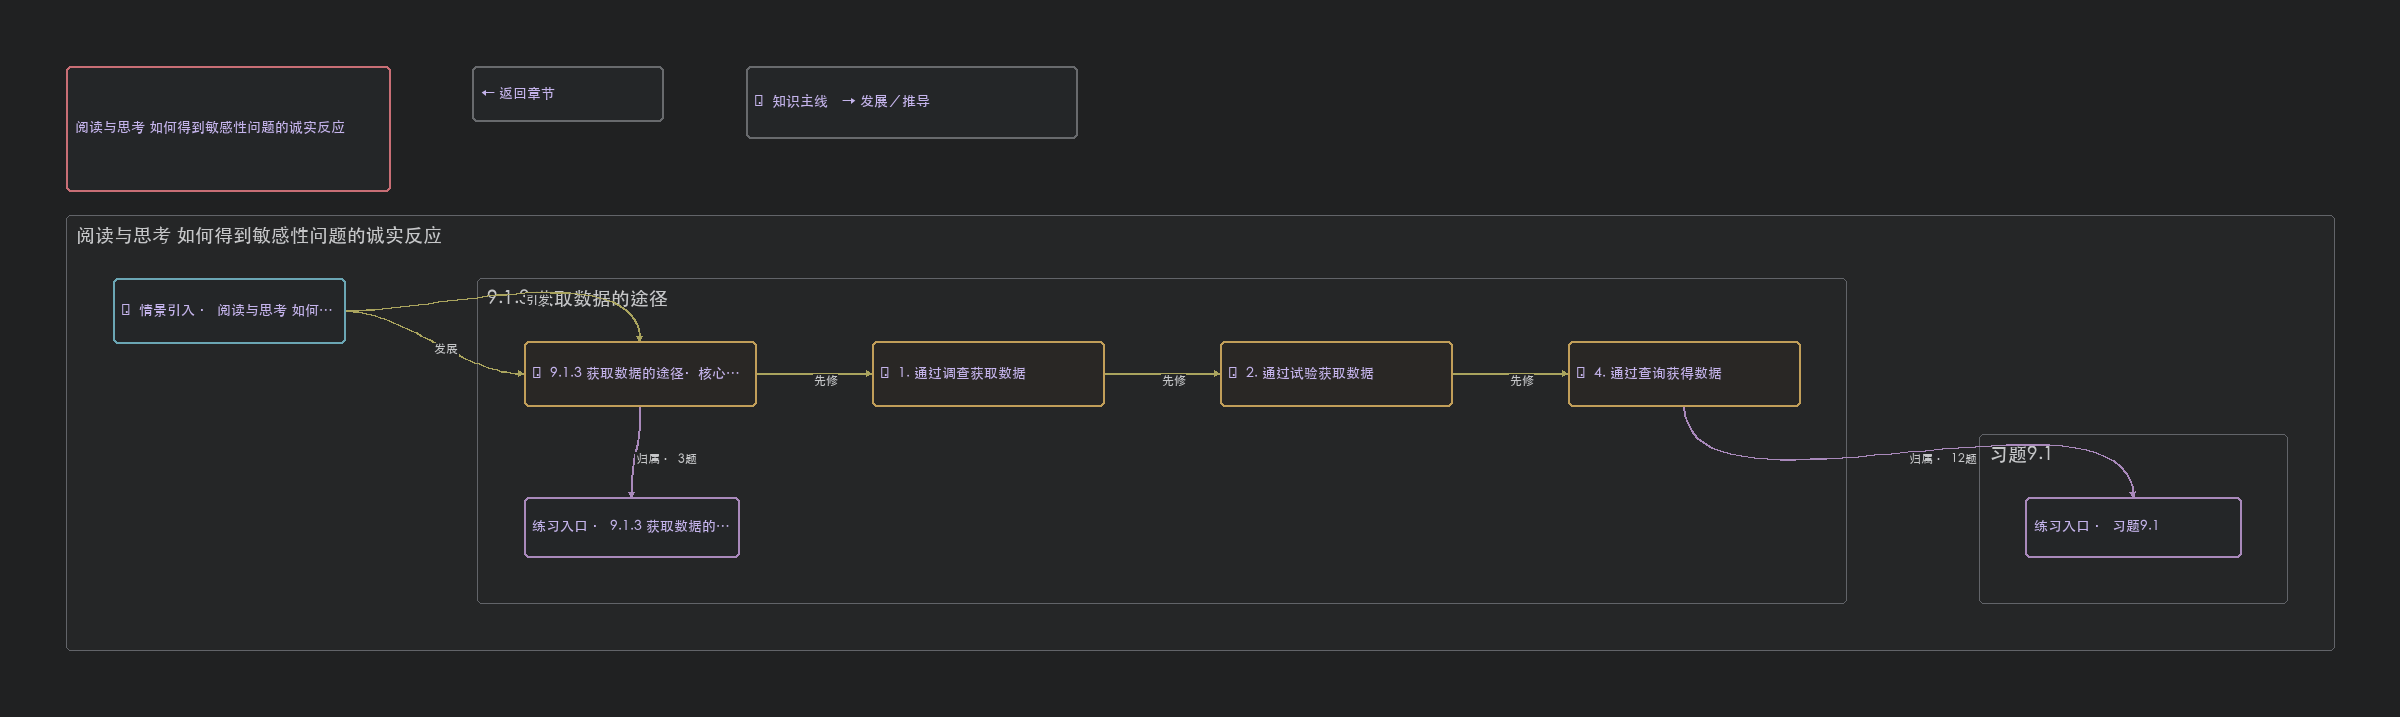 阅读与思考 如何得到敏感性问题的诚实反应
← 返回章节
知识主线 → 发展／推导
阅读与思考 如何得到敏感性问题的诚实反应
情景引入 · 阅读与思考 如何…
9.1.3 获取数据的途径
引发
发展
9.1.3 获取数据的途径 · 核心…
先修
1. 通过调查获取数据
先修
2. 通过试验获取数据
先修
4. 通过查询获得数据
归属 · 3题
归属 · 12题
习题9.1
练习入口 · 9.1.3 获取数据的…
练习入口 · 习题9.1